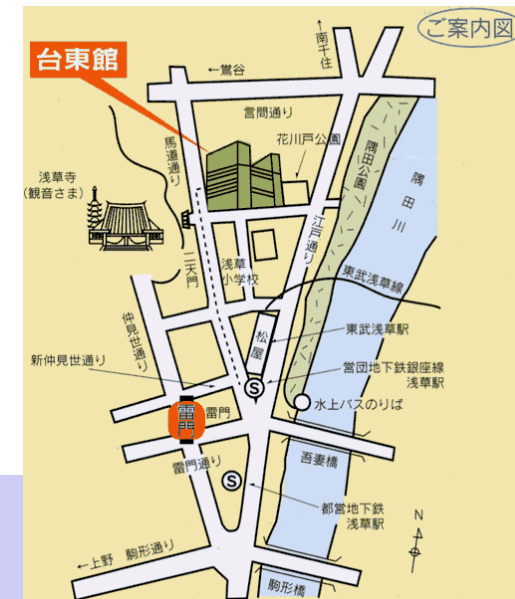 ご案内図
台東館
←南千住
←鶯谷
言問い通り
花川戸公園
馬道通り
浅草寺
(観音さま)
隅田公園
隅田川
江戸通り
二天門
浅草
小学校
東武浅草線
仲見世通り
松屋
東武浅草駅
新仲見世通り
S
営団地下鉄銀座線
浅草駅
水上バスのりば
雷門
雷門
雷門通り
吾妻橋
S
都営地下鉄
浅草駅
N
←上野 駒形通り
駒形橋